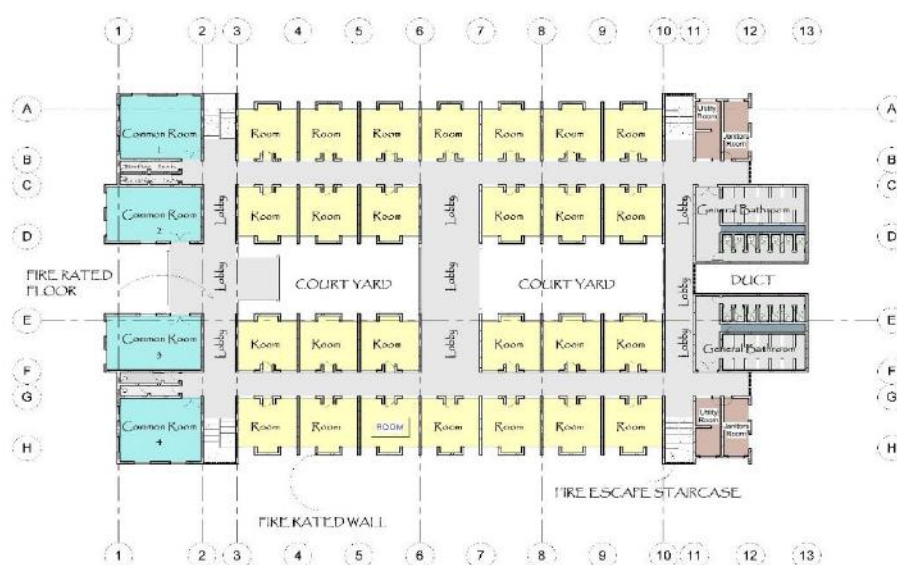 1 2 3 4 5 6 7 8 9 10 11 12 13
A A
Utility Room
Janitors Room
Common Room 1
Room Room Room Room Room Room Room
B B
C C
Common Room 2
Lobby
Room Room Room
Lobby
Room Room Room
Lobby
General Bathroom
D D
FIRE RATED FLOOR
Lobby
COURT YARD
Lobby
COURT YARD
Lobby
DUCT
E E
Common Room 3
Lobby
Room Room Room
Lobby
Room Room Room
Lobby
General Bathroom
F F
G G
Common Room 4
Room Room ROOM Room Room Room Room
Utility Room
Janitors Room
H H
FIRE RATED WALL
FIRE ESCAPE STAIRCASE
1 2 3 4 5 6 7 8 9 10 11 12 13